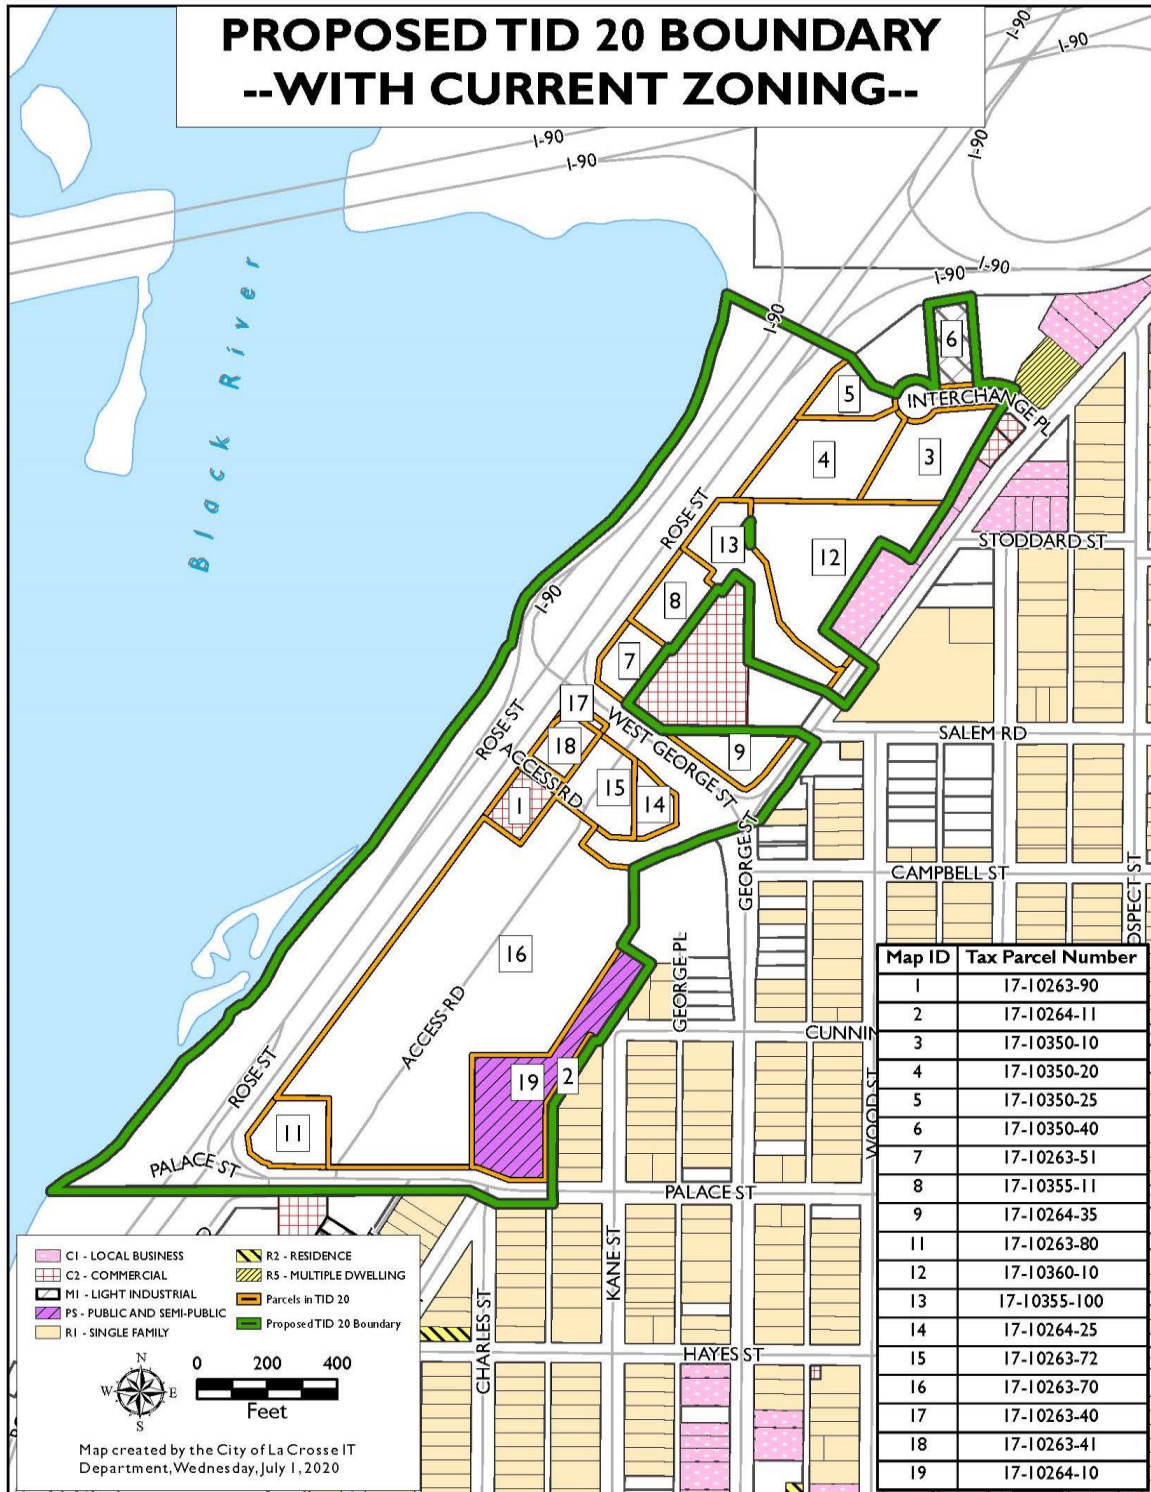 PROPOSED TID 20 BOUNDARY
--WITH CURRENT ZONING--
I-90
I-90
I-90
I-90
I-90
I-90
I-90
I-90
I-90
Black River
6
5
INTERCHANGE PL
4
3
ROSE ST
13
12
STODDARD ST
8
7
17
ROSE ST
WEST GEORGE ST
18
ACCESS RD
9
SALEM RD
15
14
1
GEORGE ST
CAMPBELL ST
OSPECT ST
16
GEORGE PL
ACCESS RD
CUNNIN
ROSE ST
19
2
WOOD ST
11
PALACE ST
PALACE ST
KANE ST
CHARLES ST
HAYES ST
Map ID Tax Parcel Number
1 17-10263-90
2 17-10264-11
3 17-10350-10
4 17-10350-20
5 17-10350-25
6 17-10350-40
7 17-10263-51
8 17-10355-11
9 17-10264-35
11 17-10263-80
12 17-10360-10
13 17-10355-100
14 17-10264-25
15 17-10263-72
16 17-10263-70
17 17-10263-40
18 17-10263-41
19 17-10264-10
C1 - LOCAL BUSINESS
C2 - COMMERCIAL
M1 - LIGHT INDUSTRIAL
PS - PUBLIC AND SEMI-PUBLIC
R1 - SINGLE FAMILY
R2 - RESIDENCE
R5 - MULTIPLE DWELLING
Parcels in TID 20
Proposed TID 20 Boundary
N
W E
S
0 200 400
Feet
Map created by the City of La Crosse IT
Department, Wednesday, July 1, 2020